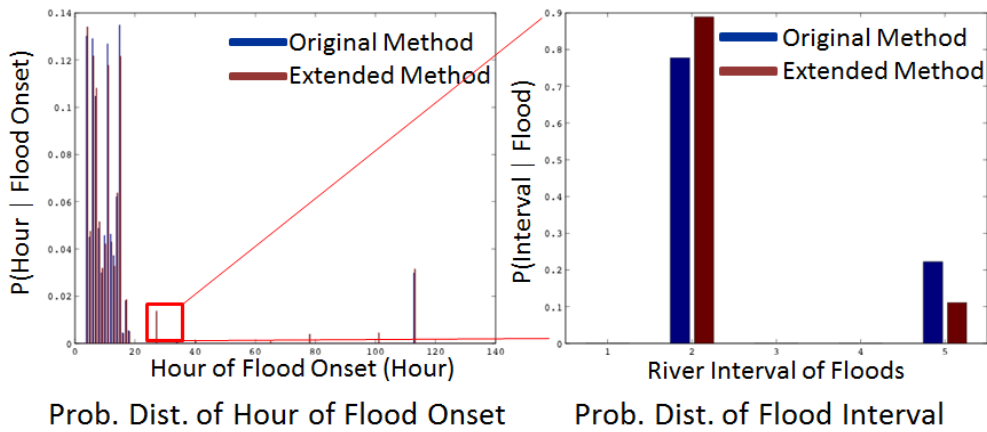 0.14
0.12
0.1
0.08
0.06
0.04
0.02
0
P(Hour | Flood Onset)
Original Method
Extended Method
0 20 40 60 80 100 120 140
Hour of Flood Onset (Hour)
Prob. Dist. of Hour of Flood Onset
0.9
0.8
0.7
0.6
0.5
0.4
0.3
0.2
0.1
0
P(Interval | Flood)
Original Method
Extended Method
1 2 3 4 5
River Interval of Floods
Prob. Dist. of Flood Interval